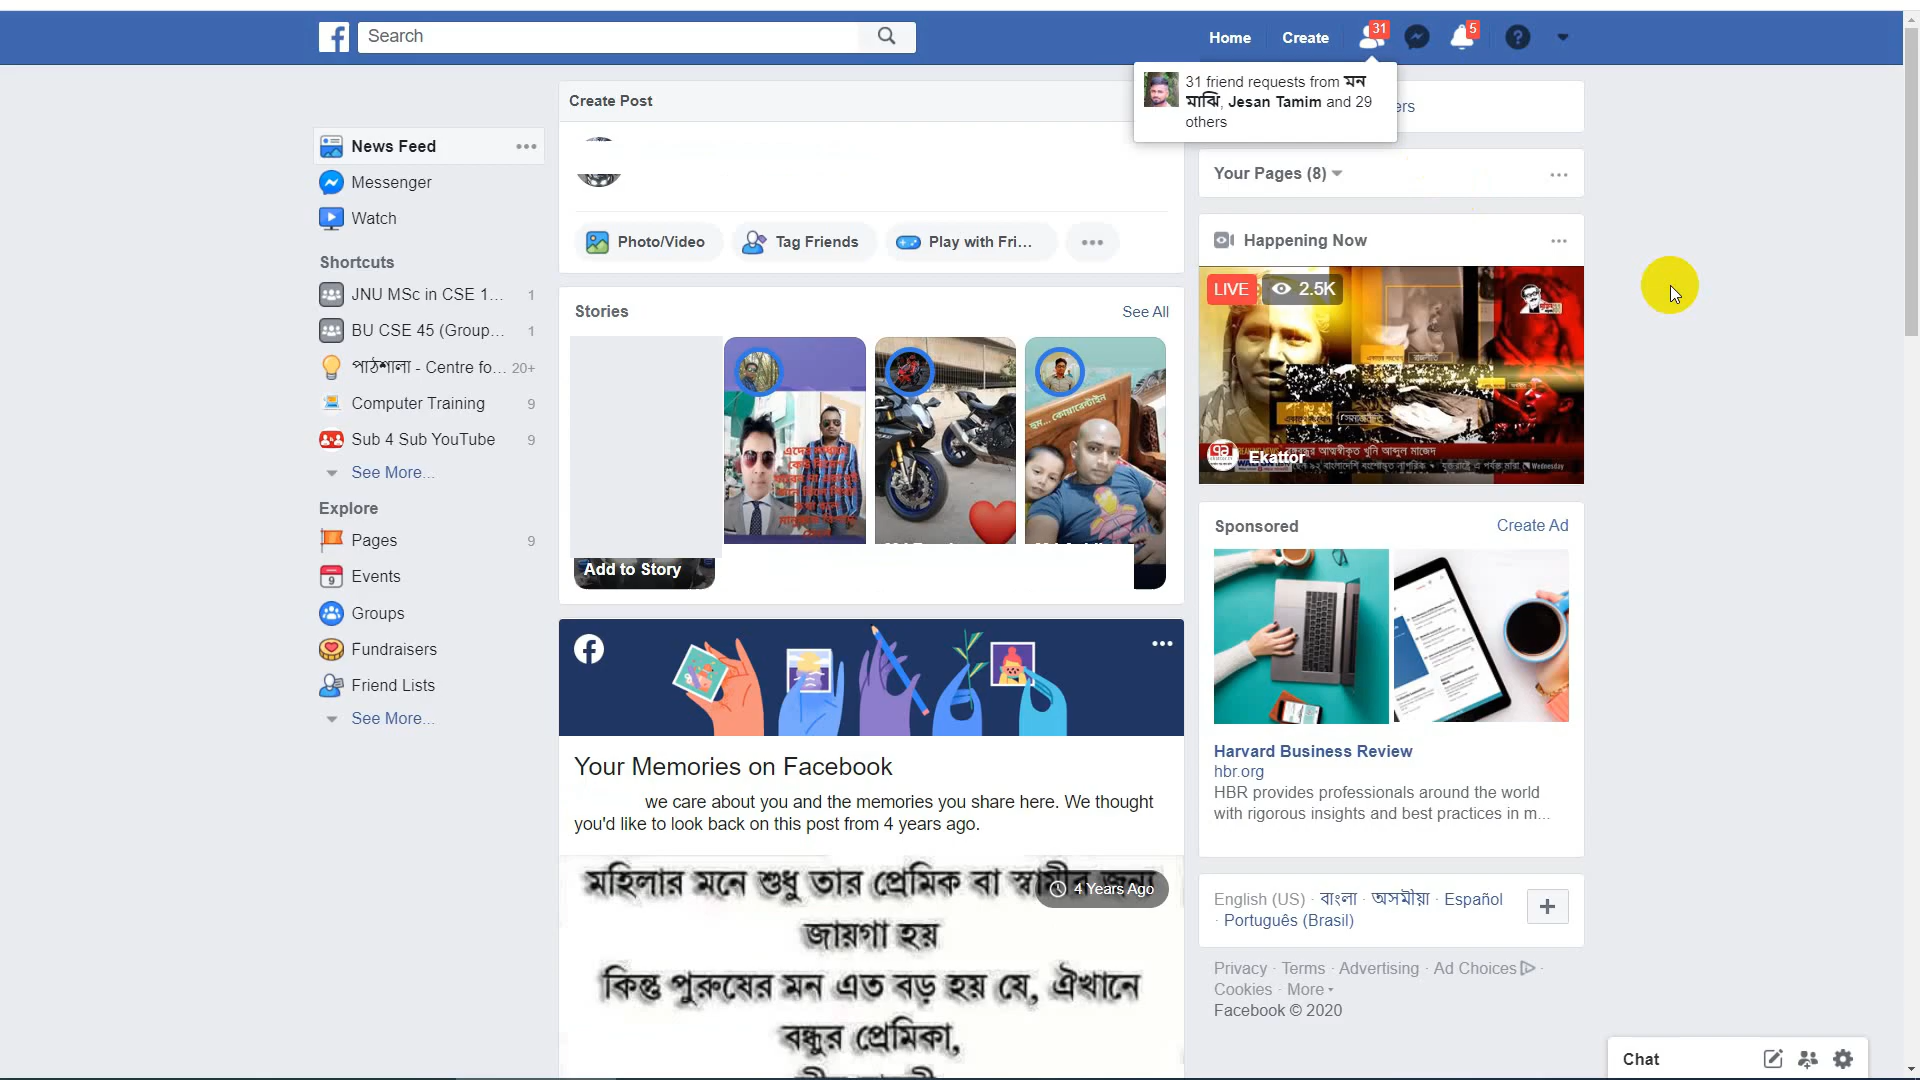 Search
Home
Create
31
5
31 friend requests from মন
মাঝি, Jesan Tamim and 29
others
ers
News Feed
Messenger
Watch
Shortcuts
JNU MSc in CSE 1... 1
BU CSE 45 (Group... 1
পাঠশালা - Centre fo... 20+
Computer Training 9
Sub 4 Sub YouTube 9
See More...
Explore
Pages 9
Events
Groups
Fundraisers
Friend Lists
See More...
Create Post
Photo/Video
Tag Friends
Play with Fri...
Stories
See All
হুম... কোয়ারেন্টাইন
Add to Story
Your Memories on Facebook
we care about you and the memories you share here. We thought
you'd like to look back on this post from 4 years ago.
4 Years Ago
মহিলার মনে শুধু তার প্রেমিক বা স্বামীর জন্য
জায়গা হয়
কিন্তু পুরুষের মন এত বড় হয় যে, ঐখানে
বন্ধুর প্রেমিকা,
Your Pages (8)
Happening Now
LIVE
2.5K
Ekattor
Wednesday
Sponsored
Create Ad
Harvard Business Review
hbr.org
HBR provides professionals around the world
with rigorous insights and best practices in m...
English (US) · বাংলা · অসমীয়া · Español
· Português (Brasil)
Privacy · Terms · Advertising · Ad Choices ·
Cookies · More
Facebook © 2020
Chat